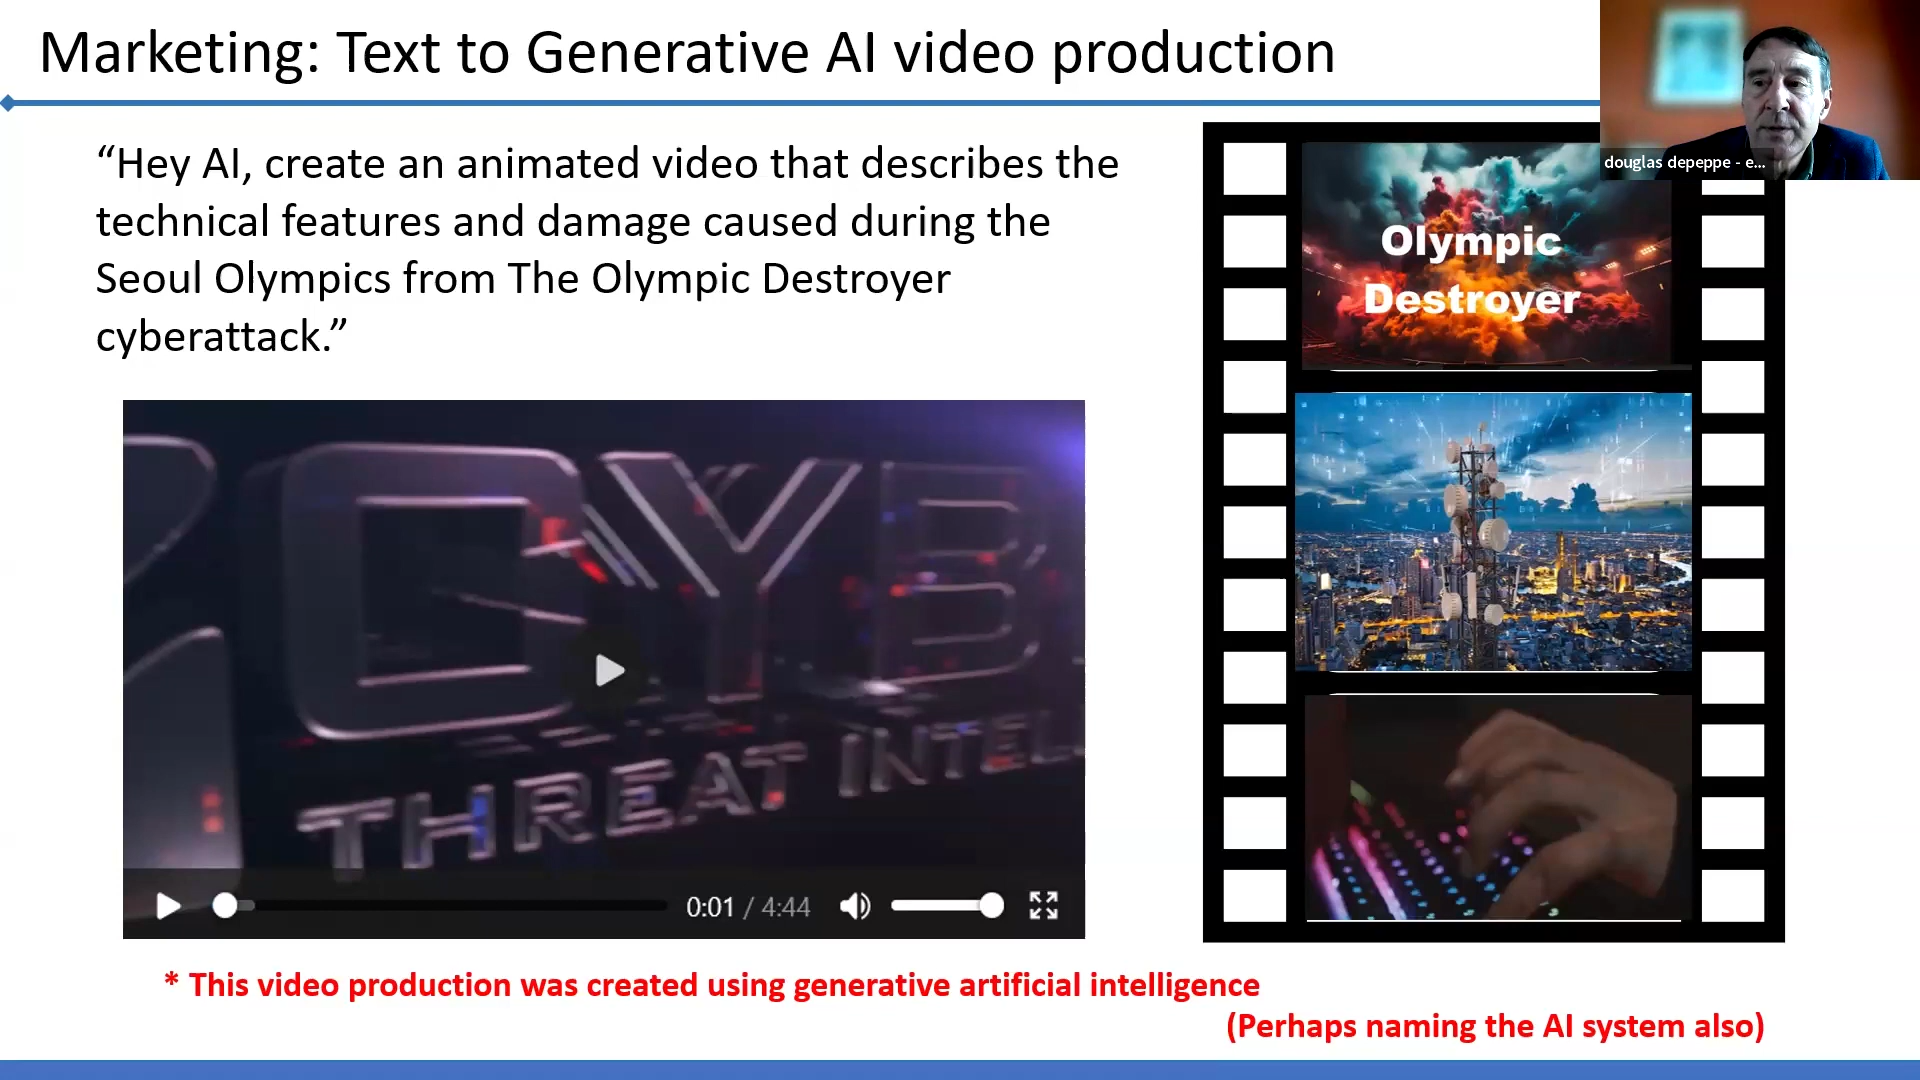 Marketing: Text to Generative AI video production
douglas depeppe - e...
“Hey AI, create an animated video that describes the
technical features and damage caused during the
Seoul Olympics from The Olympic Destroyer
cyberattack.”
Olympic
Destroyer
CYB
THREAT INTEL
0:01 / 4:44
* This video production was created using generative artificial intelligence
(Perhaps naming the AI system also)